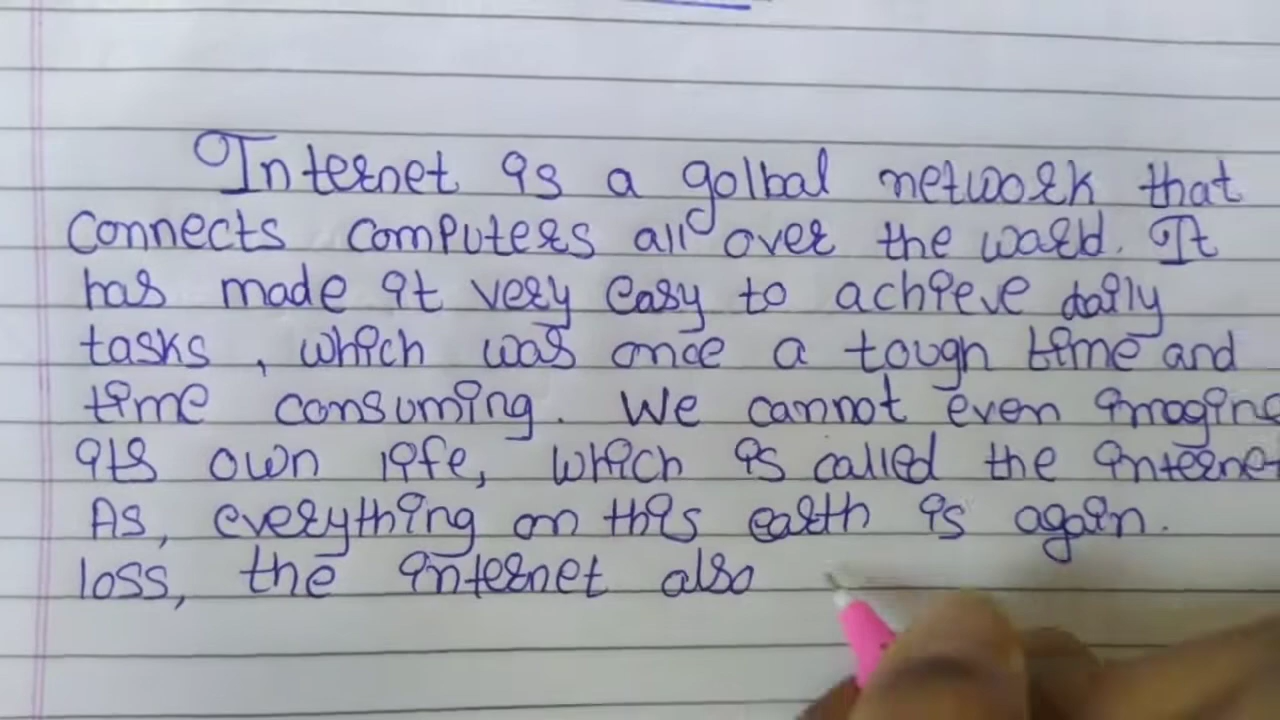 Internet is a golbal network that
connects computers all over the warld. It
has made it very easy to achieve daily
tasks, which was once a tough time and
time consuming. We cannot even imagine
its own life, which is called the internet
As, everything on this earth is again.
loss, the internet also